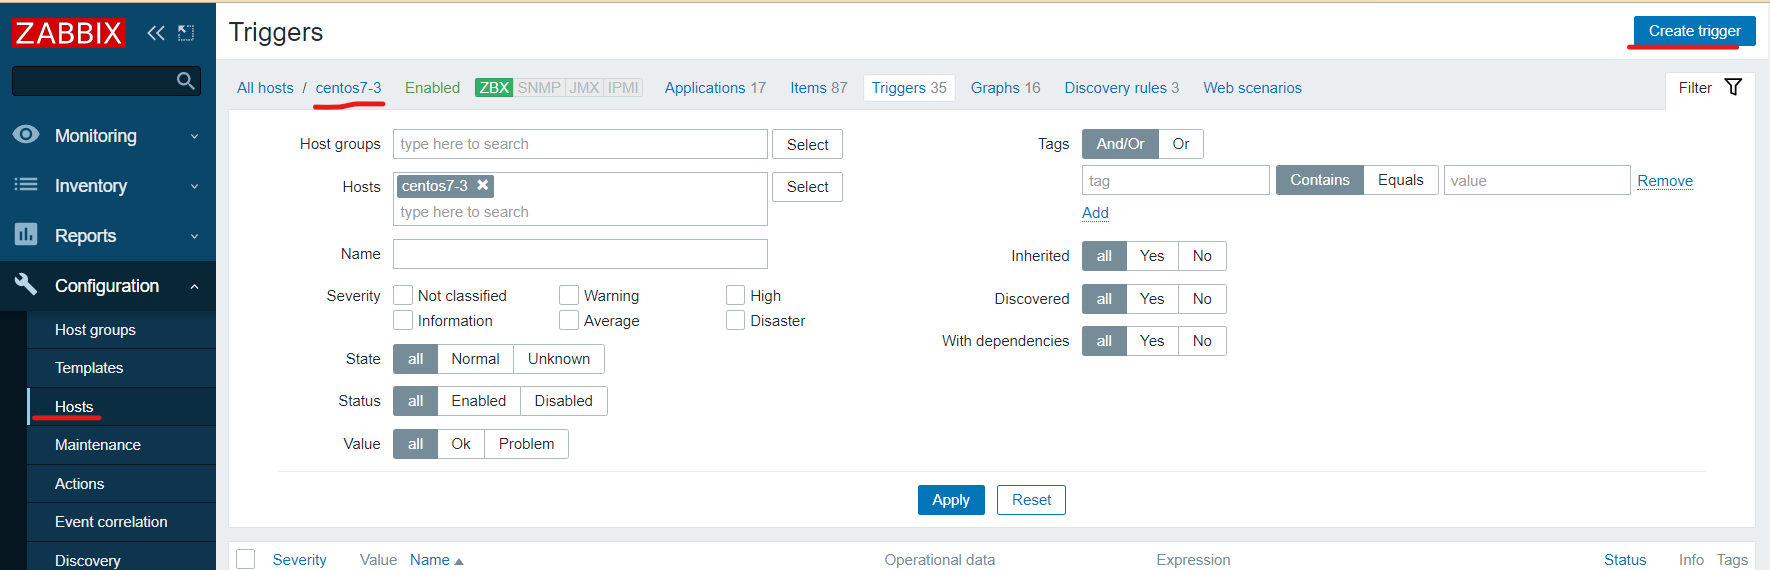 ZABBIX
Monitoring
Inventory
Reports
Configuration
Host groups
Templates
Hosts
Maintenance
Actions
Event correlation
Discovery
Triggers
Create trigger
All hosts / centos7-3 Enabled ZBX SNMP JMX IPMI Applications 17 Items 87 Triggers 35 Graphs 16 Discovery rules 3 Web scenarios
Filter
Host groups type here to search Select
Hosts centos7-3 Select
type here to search
Name
Severity Not classified Warning High
Information Average Disaster
State all Normal Unknown
Status all Enabled Disabled
Value all Ok Problem
Tags And/Or Or
tag Contains Equals value Remove
Add
Inherited all Yes No
Discovered all Yes No
With dependencies all Yes No
Apply Reset
Severity Value Name Operational data Expression Status Info Tags